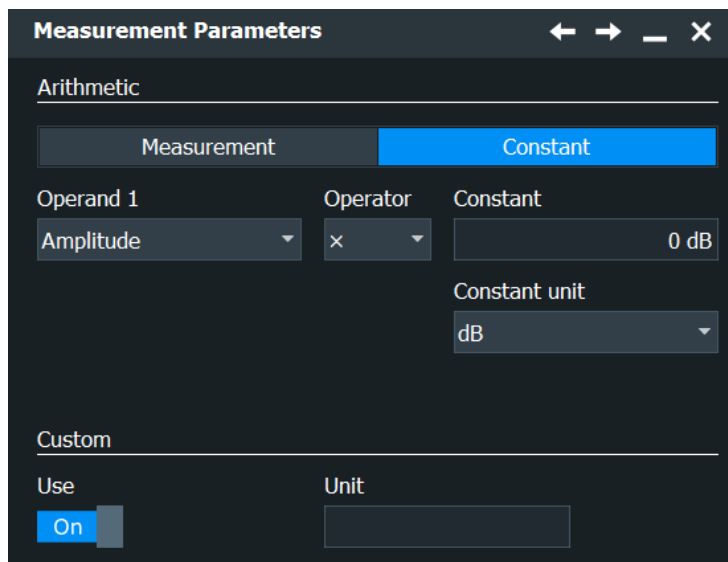 Measurement Parameters
Arithmetic
Measurement Constant
Operand 1 Operator Constant
Amplitude × 0 dB
Constant unit
dB
Custom
Use Unit
On